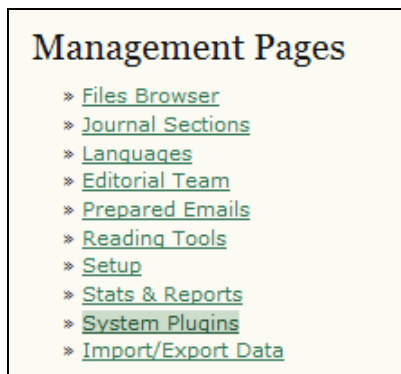 Management Pages
» Files Browser
» Journal Sections
» Languages
» Editorial Team
» Prepared Emails
» Reading Tools
» Setup
» Stats & Reports
» System Plugins
» Import/Export Data